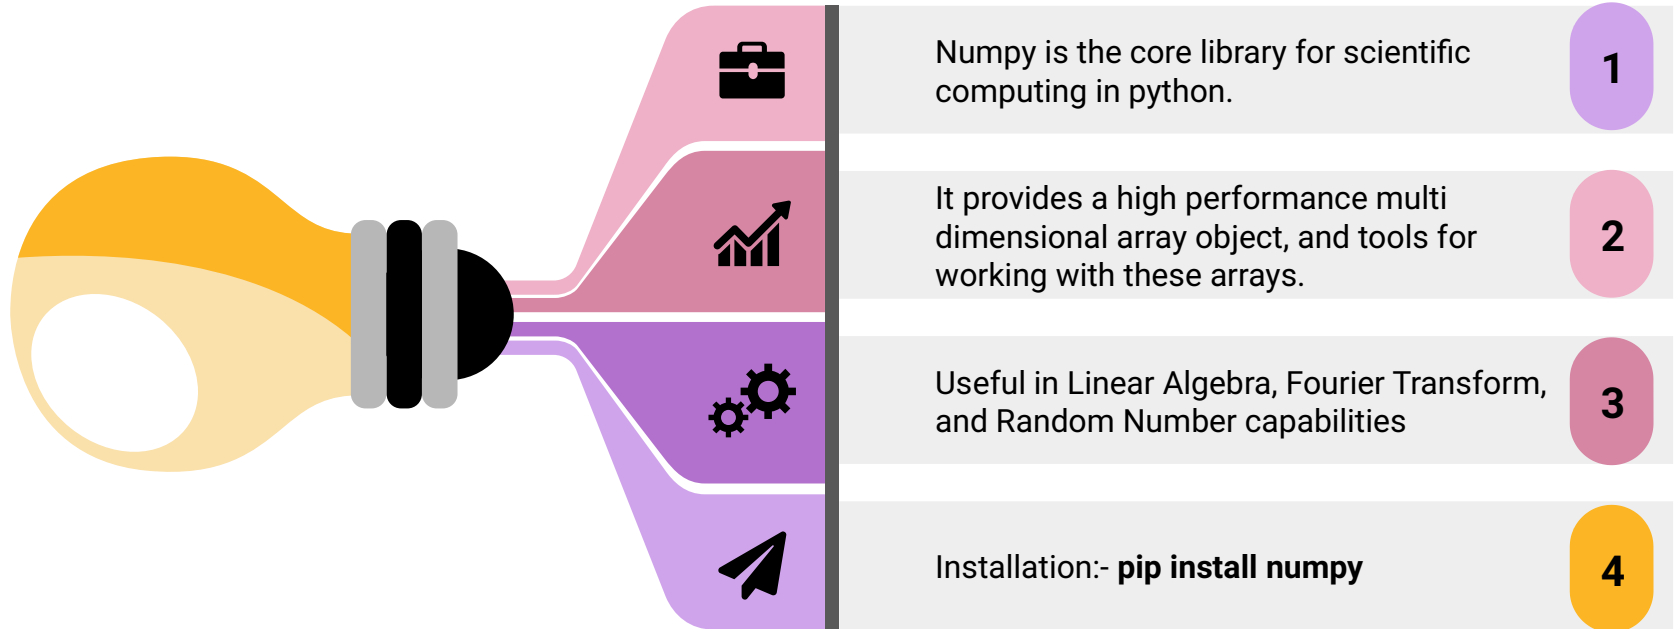 Numpy is the core library for scientific
computing in python.
1
It provides a high performance multi
dimensional array object, and tools for
working with these arrays.
2
Useful in Linear Algebra, Fourier Transform,
and Random Number capabilities
3
Installation:- pip install numpy
4